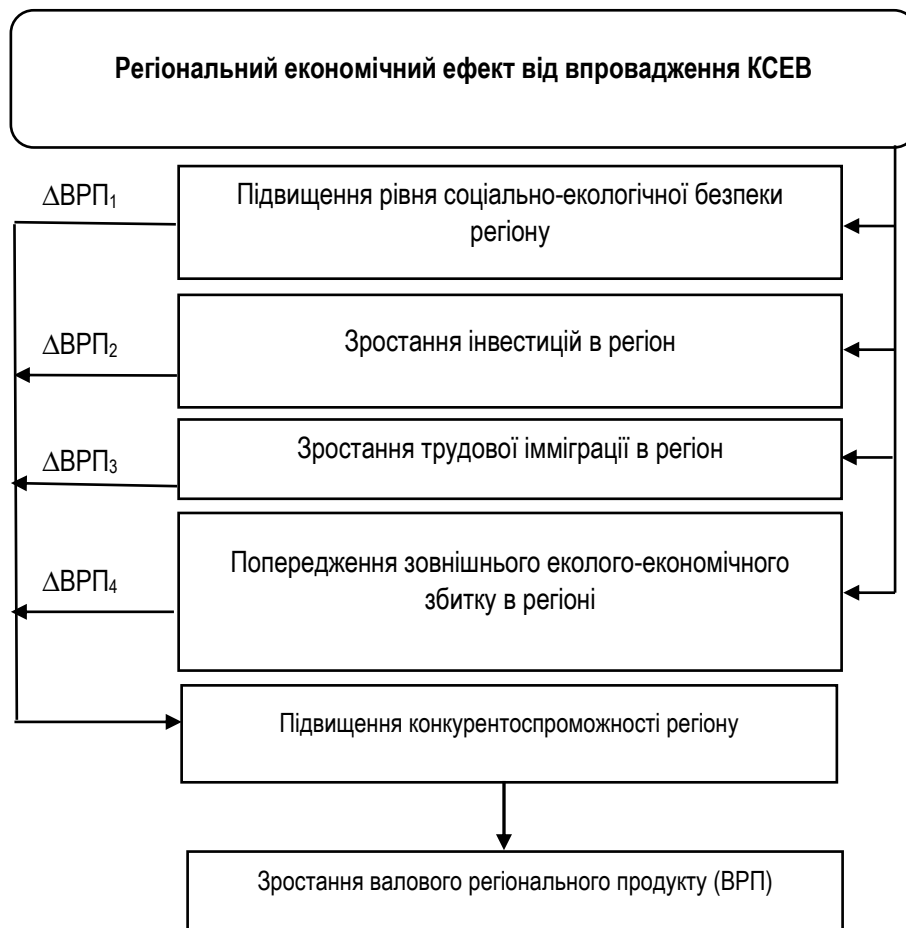 Регіональний економічний ефект від впровадження КСЕВ
∆ВРП₁
Підвищення рівня соціально-екологічної безпеки
регіону
∆ВРП₂
Зростання інвестицій в регіон
∆ВРП₃
Зростання трудової імміграції в регіон
∆ВРП₄
Попередження зовнішнього еколого-економічного
збитку в регіоні
Підвищення конкурентоспроможності регіону
Зростання валового регіонального продукту (ВРП)